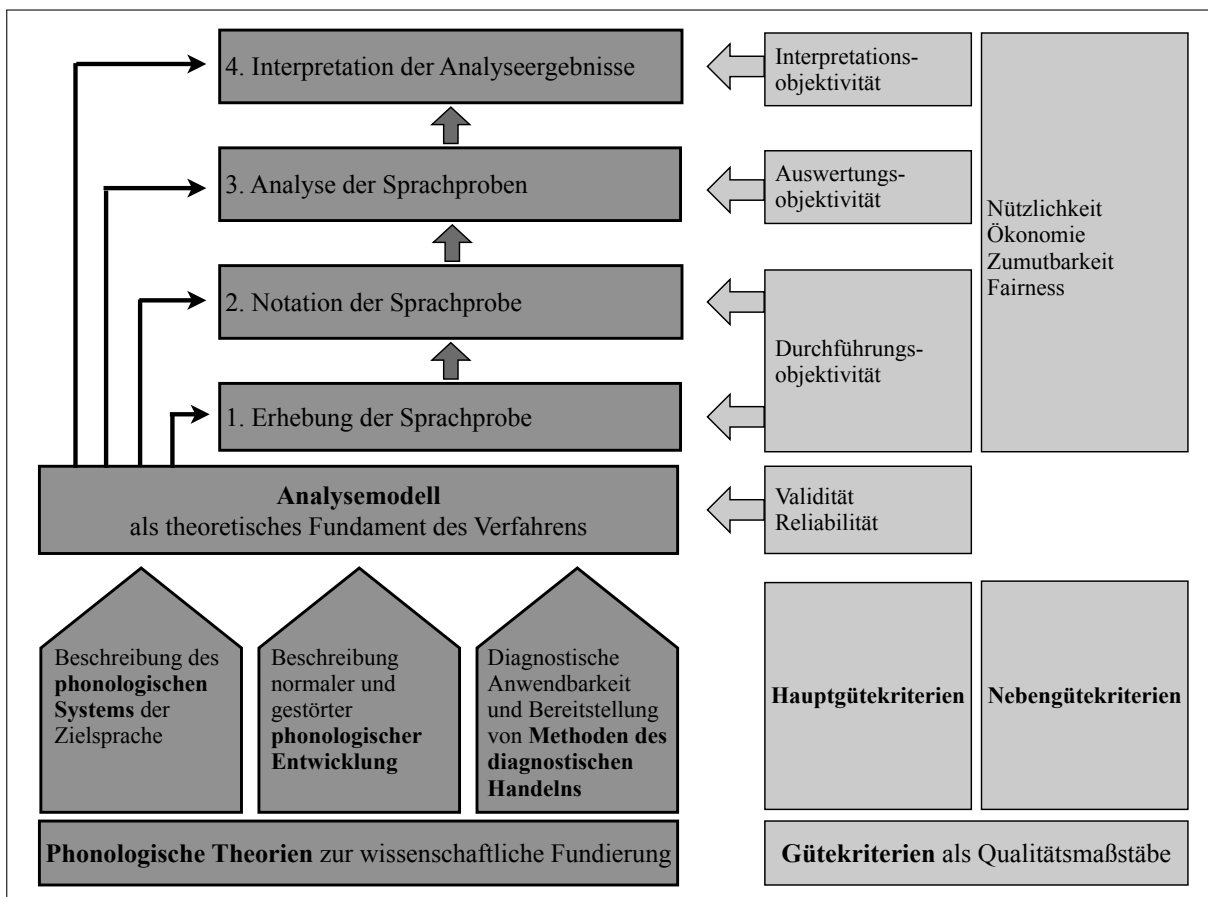 4. Interpretation der Analyseergebnisse
Interpretations-
objektivität
3. Analyse der Sprachproben
Auswertungs-
objektivität
Nützlichkeit
Ökonomie
Zumutbarkeit
Fairness
2. Notation der Sprachprobe
Durchführungs-
objektivität
1. Erhebung der Sprachprobe
Analysemodell
als theoretisches Fundament des Verfahrens
Validität
Reliabilität
Beschreibung des
phonologischen
Systems der
Zielsprache
Beschreibung
normaler und
gestörter
phonologischer
Entwicklung
Diagnostische
Anwendbarkeit
und Bereitstellung
von Methoden des
diagnostischen
Handelns
Hauptgütekriterien
Nebengütekriterien
Phonologische Theorien zur wissenschaftliche Fundierung
Gütekriterien als Qualitätsmaßstäbe